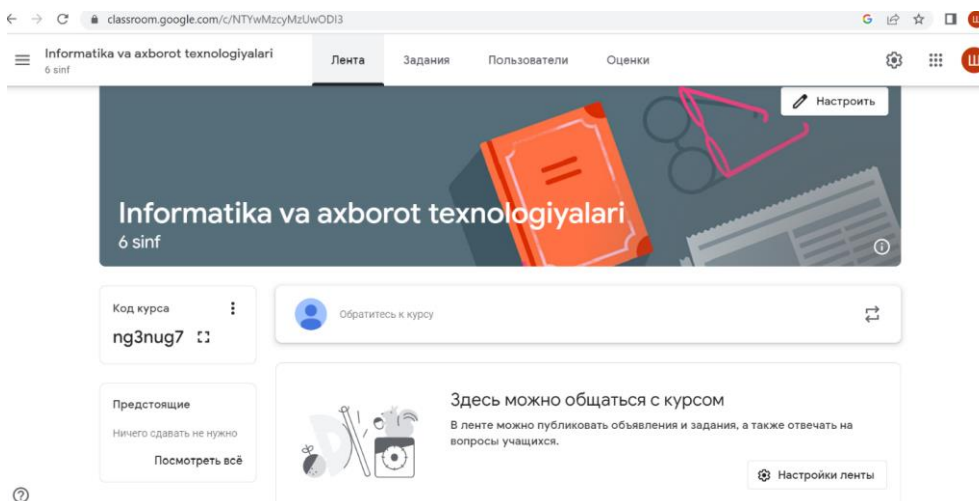 classroom.google.com/c/NTYwMzcyMzUwODI3
Informatika va axborot texnologiyalari
6 sinf
Лента
Задания
Пользователи
Оценки
Ш
Настроить
Informatika va axborot texnologiyalari
6 sinf
Код курса
ng3nug7
Обратитесь к курсу
Предстоящие
Ничего сдавать не нужно
Посмотреть всё
Здесь можно общаться с курсом
В ленте можно публиковать объявления и задания, а также отвечать на
вопросы учащихся.
Настройки ленты